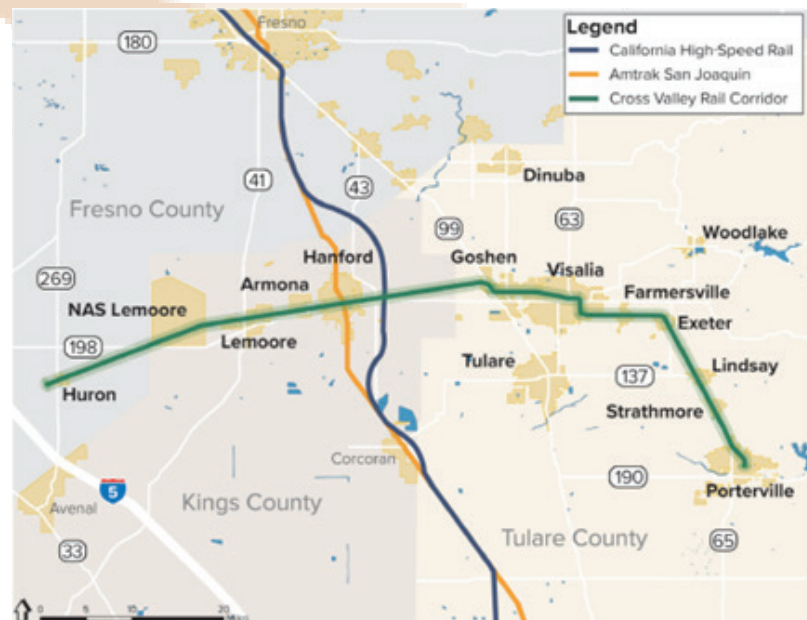 Fresno
180
Legend
California High-Speed Rail
Amtrak San Joaquin
Cross Valley Rail Corridor
41
43
Dinuba
Fresno County
99
63
Woodlake
Hanford
Goshen
Visalia
269
Armona
Farmersville
NAS Lemoore
Exeter
198
Lemoore
Tulare
Lindsay
137
Huron
Strathmore
Corcoran
190
5
Porterville
Avenal
Kings County
Tulare County
65
33
0 5 10 20